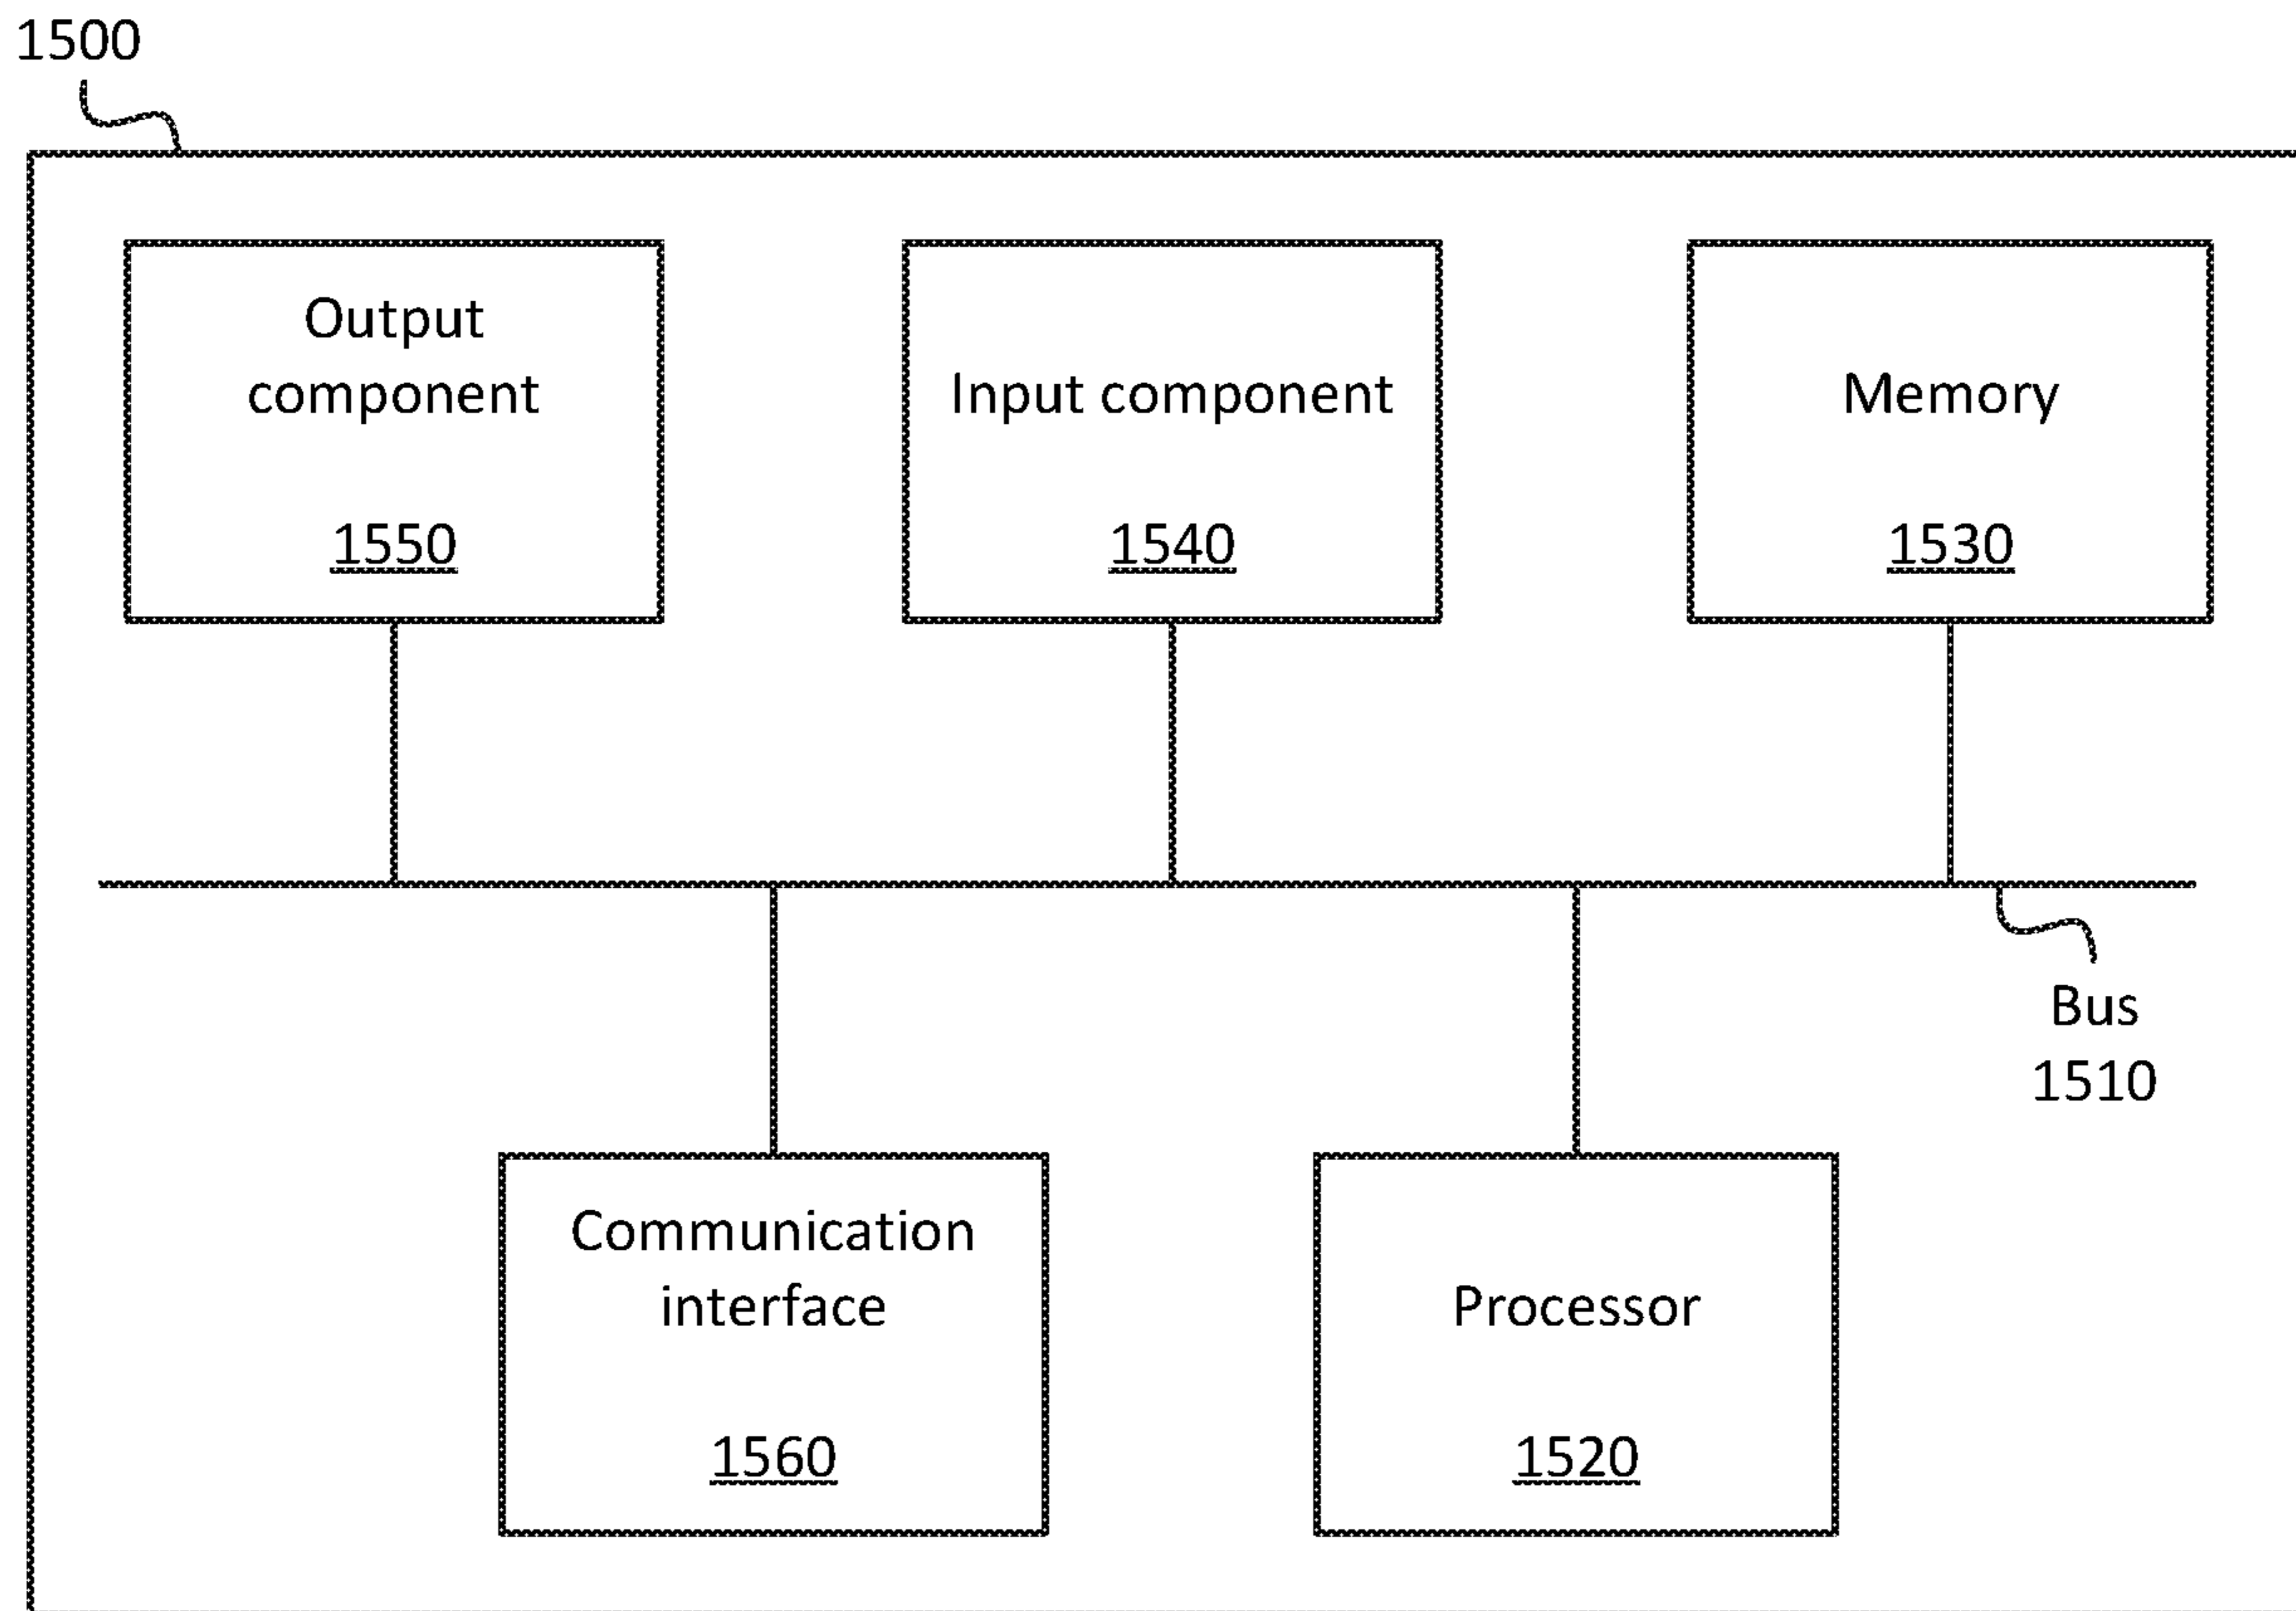 1500
Output
component
1550
Input component
1540
Memory
1530
Bus
1510
Communication
interface
1560
Processor
1520